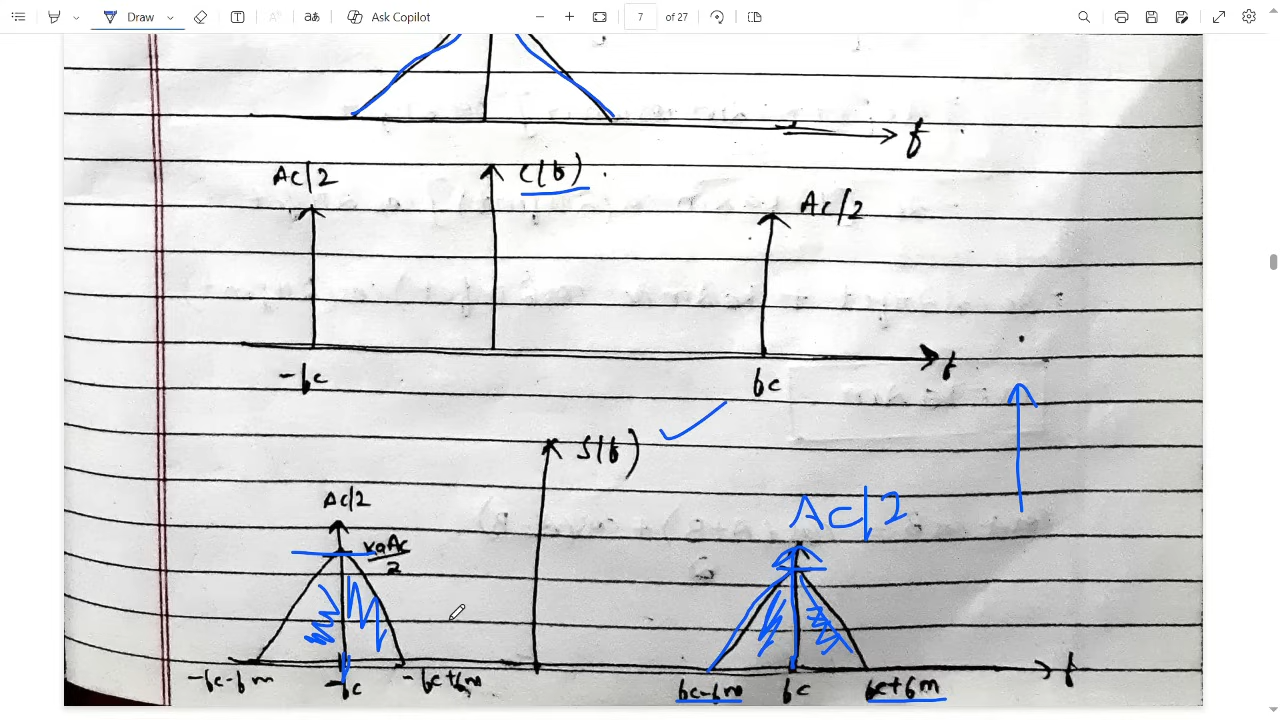 Draw
Ask Copilot
7 of 27
f
Ac/2
C(f)
Ac/2
-fc
fc
f
S(f)
Ac/2
Ac/2
KaAc/2
-fc-fm
-fc
-fc+fm
fc-fm
fc
fc+fm
f